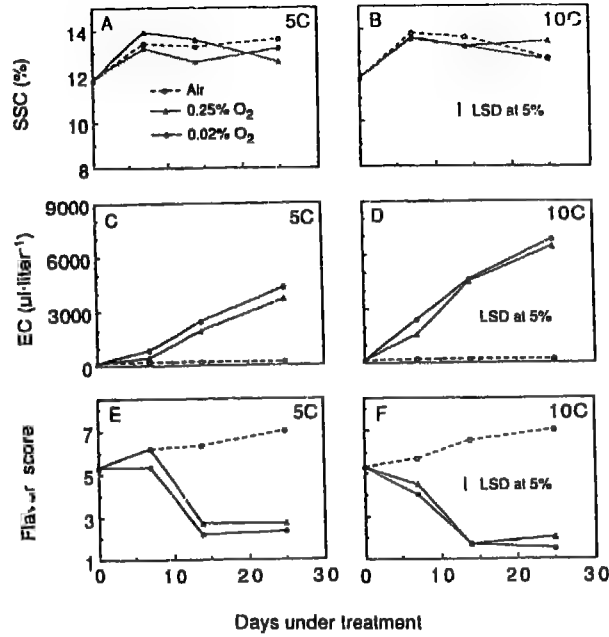 A 5C
B 10C
SSC (%)
14
12
10
8
Air
0.25% O₂
0.02% O₂
LSD at 5%
C 5C
D 10C
EC (µl·liter⁻¹)
9000
6000
3000
0
LSD at 5%
E 5C
F 10C
Flavor score
7
5
3
1
LSD at 5%
0 10 20 30 0 10 20 30
Days under treatment